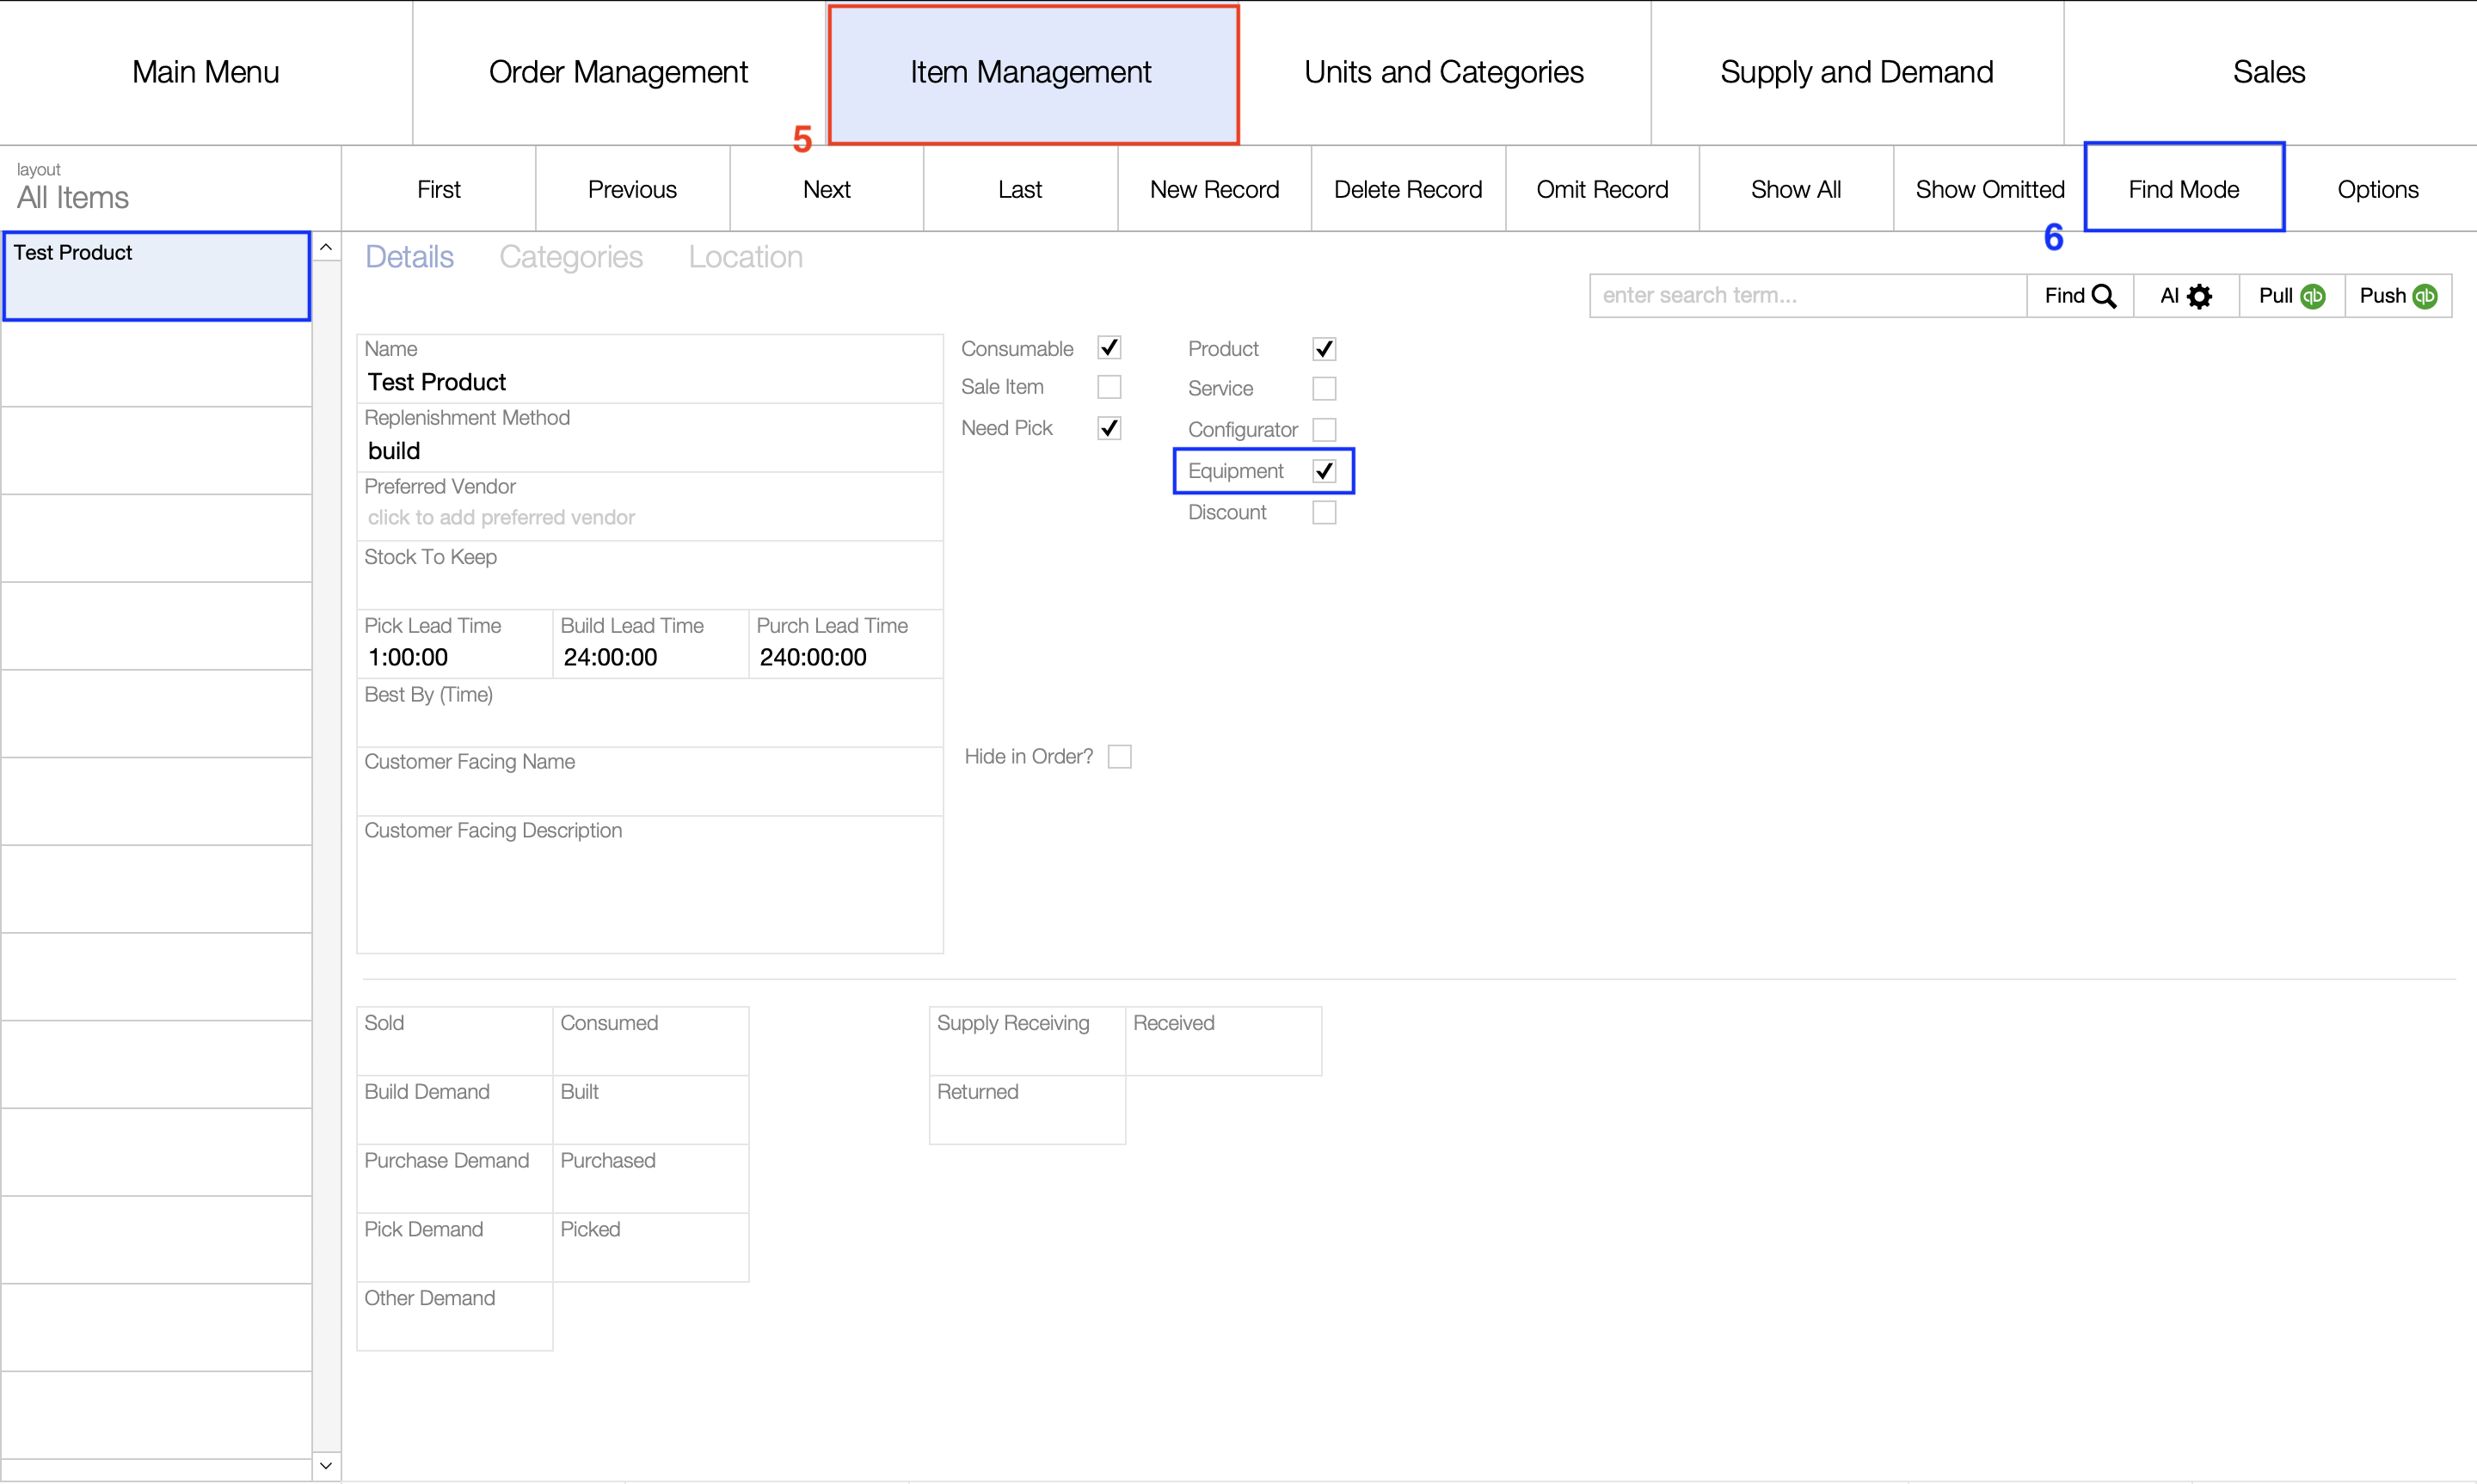 Main Menu
Order Management
Item Management
Units and Categories
Supply and Demand
Sales
5
layout
All Items
First
Previous
Next
Last
New Record
Delete Record
Omit Record
Show All
Show Omitted
Find Mode
Options
6
Test Product
Details
Categories
Location
enter search term...
Find
AI
Pull qb
Push qb
Name
Test Product
Replenishment Method
build
Preferred Vendor
click to add preferred vendor
Stock To Keep
Pick Lead Time
1:00:00
Build Lead Time
24:00:00
Purch Lead Time
240:00:00
Best By (Time)
Customer Facing Name
Customer Facing Description
Consumable
Sale Item
Need Pick
Product
Service
Configurator
Equipment
Discount
Hide in Order?
Sold
Consumed
Build Demand
Built
Purchase Demand
Purchased
Pick Demand
Picked
Other Demand
Supply Receiving
Received
Returned